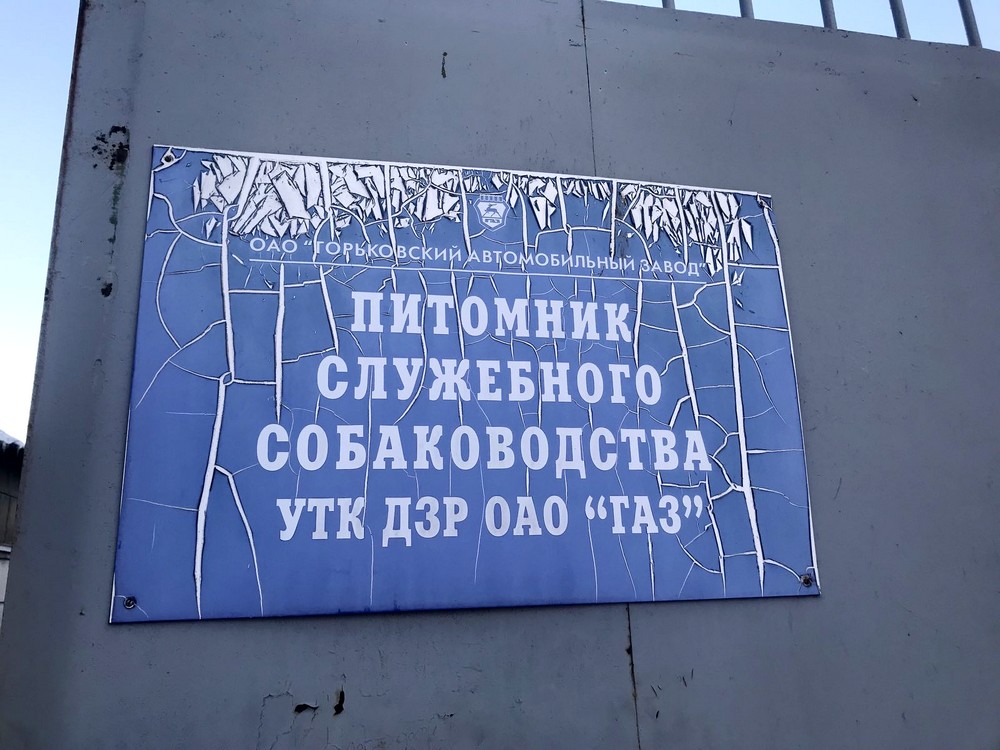 ОАО "ГОРЬКОВСКИЙ АВТОМОБИЛЬНЫЙ ЗАВОД"
ПИТОМНИК
СЛУЖЕБНОГО
СОБАКОВОДСТВА
УТК ДЗР ОАО “ГАЗ”